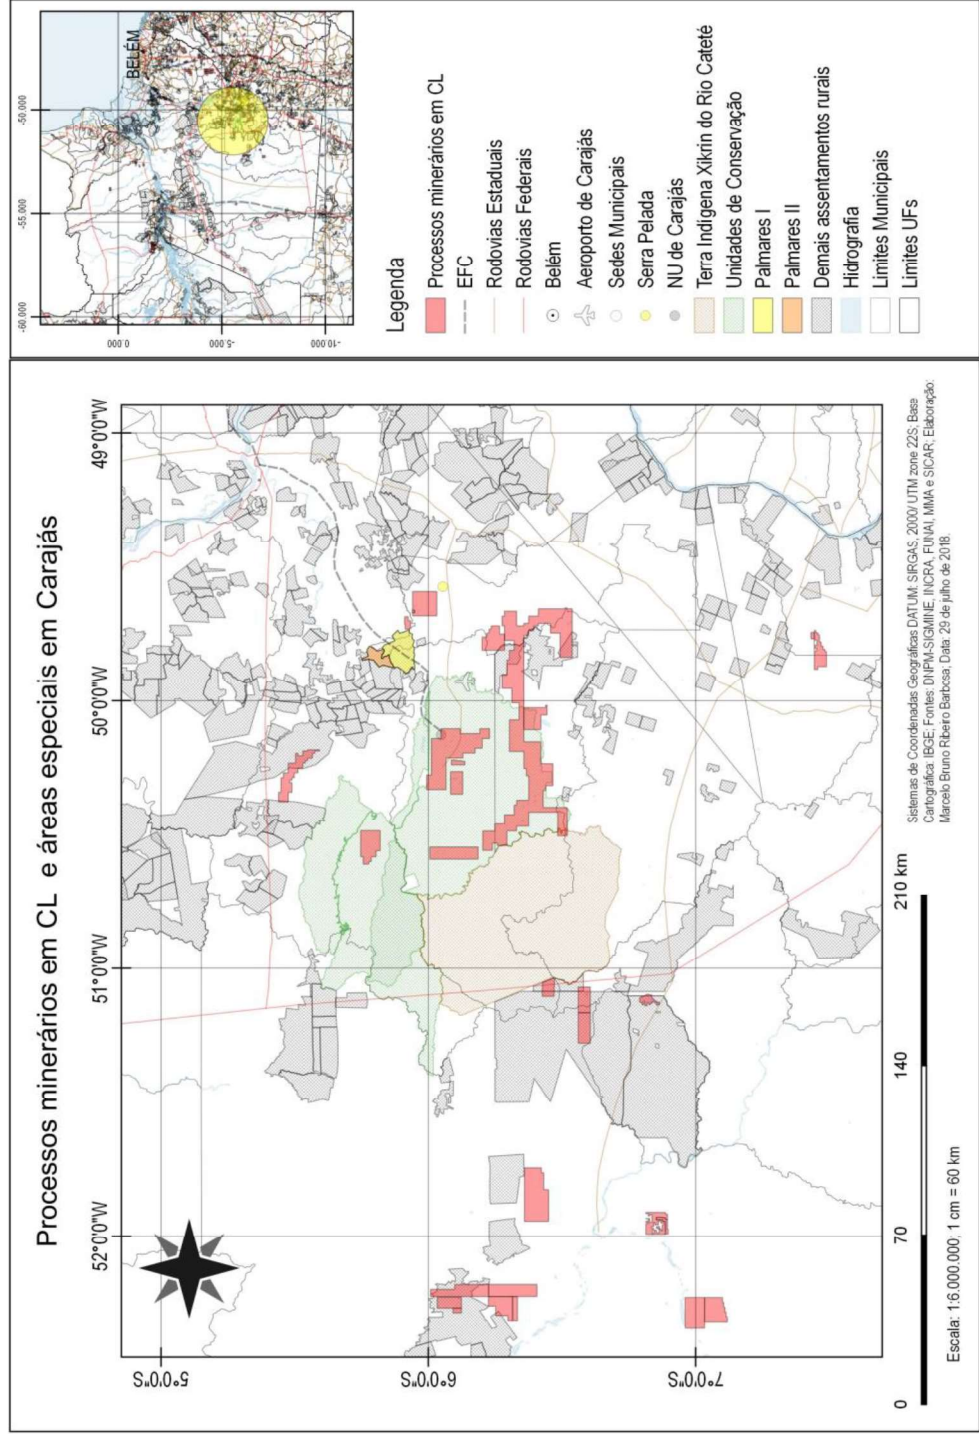 Processos minerários em CL e áreas especiais em Carajás
52°0'0"W
51°0'0"W
50°0'0"W
49°0'0"W
5°0'0"S
6°0'0"S
7°0'0"S
0
70
140
210 km
Escala: 1:6.000.000; 1 cm = 60 km
Sistemas de Coordenadas Geográficas DATUM: SIRGAS, 2000/ UTM zone 22S; Base
Cartográfica: IBGE; Fontes: DNPM-SIGMINE, INCRA, FUNAI, MMA e SICAR; Elaboração:
Marcelo Bruno Ribeiro Barbosa; Data: 29 de julho de 2018.
-60.000
-55.000
-50.000
0.000
-5.000
-10.000
BELÉM
Legenda
Processos minerários em CL
EFC
Rodovias Estaduais
Rodovias Federais
Belém
Aeroporto de Carajás
Sedes Municipais
Serra Pelada
NU de Carajás
Terra Indígena Xikrin do Rio Cateté
Unidades de Conservação
Palmares I
Palmares II
Demais assentamentos rurais
Hidrografia
Limites Municipais
Limites UFs